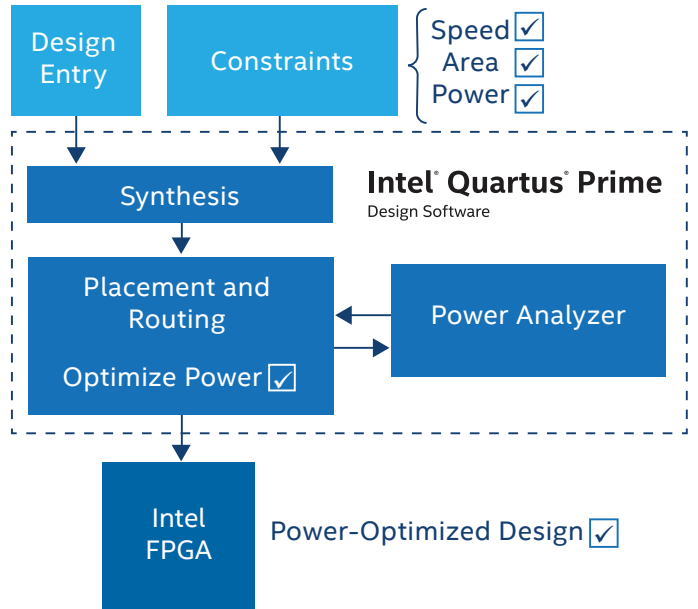 Design
Entry
Constraints
Speed
Area
Power
Synthesis
Intel® Quartus® Prime
Design Software
Placement and
Routing
Optimize Power
Power Analyzer
Intel
FPGA
Power-Optimized Design